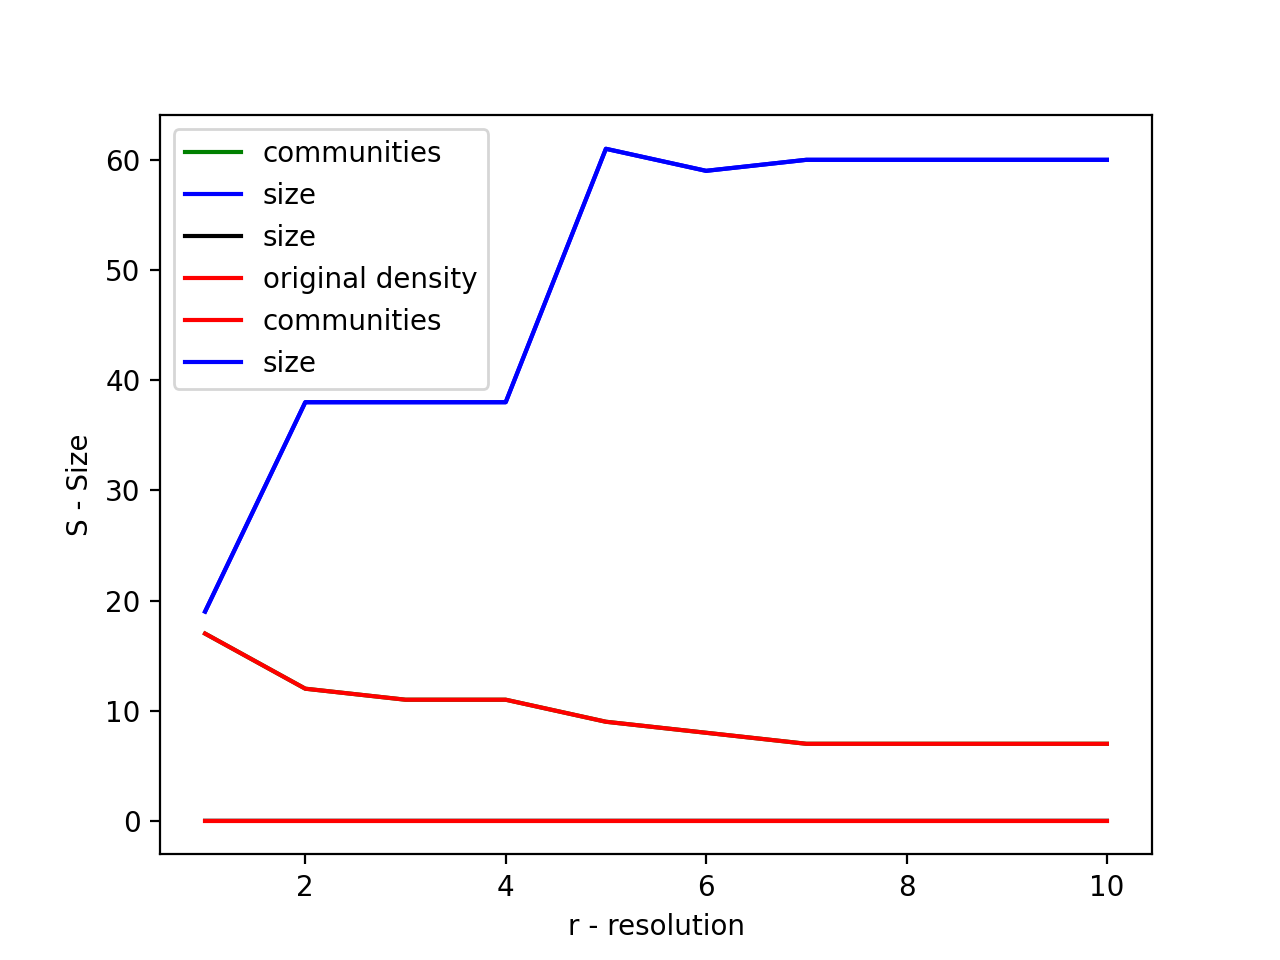 communities
size
size
original density
communities
size
60
50
40
30
20
10
0
S - Size
2 4 6 8 10
r - resolution